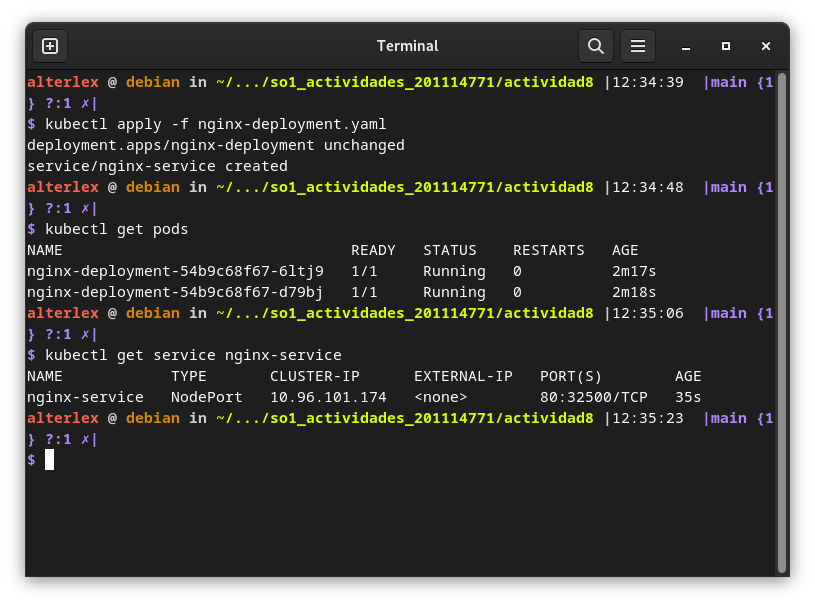 Terminal
alterlex @ debian in ~/.../so1_actividades_201114771/actividad8 |12:34:39  |main {1
} ?:1 ✗|
$ kubectl apply -f nginx-deployment.yaml
deployment.apps/nginx-deployment unchanged
service/nginx-service created
alterlex @ debian in ~/.../so1_actividades_201114771/actividad8 |12:34:48  |main {1
} ?:1 ✗|
$ kubectl get pods
NAME                                READY   STATUS    RESTARTS   AGE
nginx-deployment-54b9c68f67-6ltj9   1/1     Running   0          2m17s
nginx-deployment-54b9c68f67-d79bj   1/1     Running   0          2m18s
alterlex @ debian in ~/.../so1_actividades_201114771/actividad8 |12:35:06  |main {1
} ?:1 ✗|
$ kubectl get service nginx-service
NAME            TYPE       CLUSTER-IP      EXTERNAL-IP   PORT(S)        AGE
nginx-service   NodePort   10.96.101.174   <none>        80:32500/TCP   35s
alterlex @ debian in ~/.../so1_actividades_201114771/actividad8 |12:35:23  |main {1
} ?:1 ✗|
$